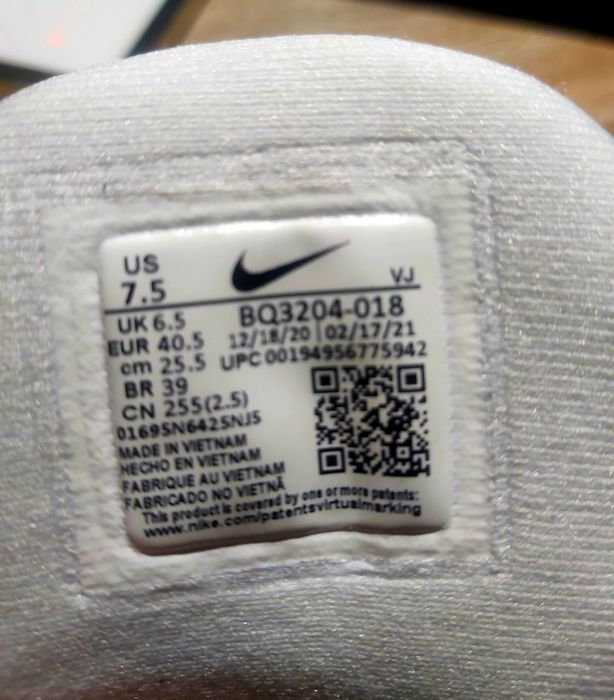 US
7.5
VJ
UK 6.5
EUR 40.5
cm 25.5
BR 39
CN 255(2.5)
BQ3204-018
12/18/20 | 02/17/21
UPC 00194956775942
01695N6425NJ5
MADE IN VIETNAM
HECHO EN VIETNAM
FABRIQUE AU VIETNAM
FABRICADO NO VIETNÃ
This product is covered by one or more patents:
www.nike.com/patentsvirtualmarking